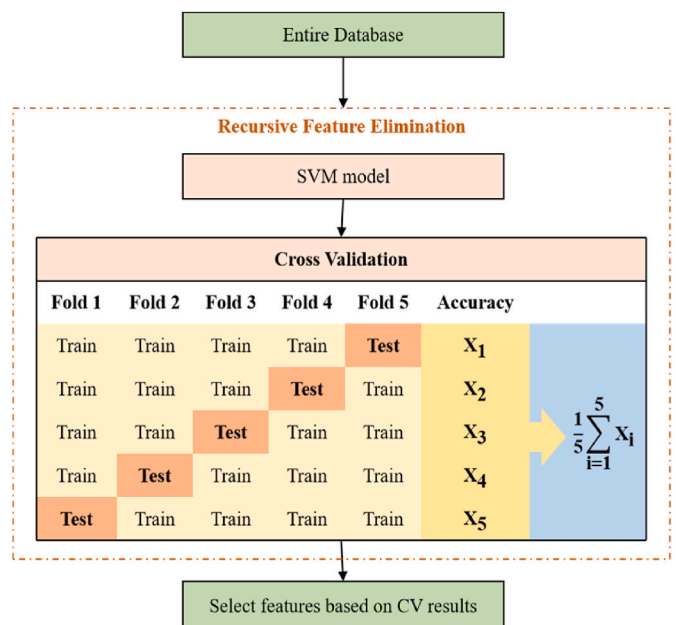 Entire Database
Recursive Feature Elimination
SVM model
Cross Validation
Fold 1 Fold 2 Fold 3 Fold 4 Fold 5 Accuracy
Train Train Train Train Test X₁
Train Train Train Test Train X₂
Train Train Test Train Train X₃
Train Test Train Train Train X₄
Test Train Train Train Train X₅
1/5 ∑ᵢ₌₁⁵ Xᵢ
Select features based on CV results